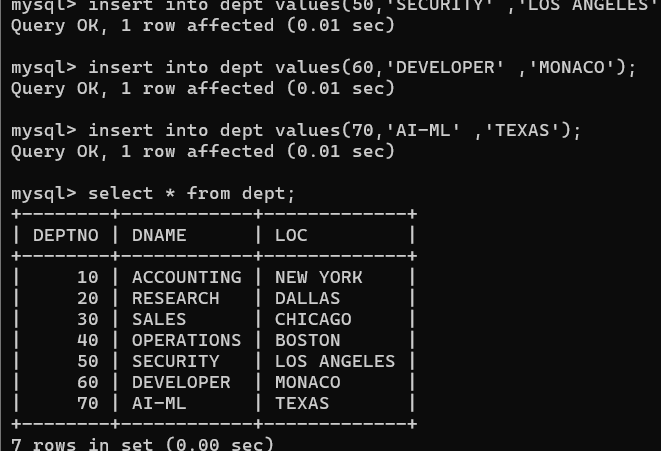 mysql> insert into dept values(50,'SECURITY' ,'LOS ANGELES'
Query OK, 1 row affected (0.01 sec)
mysql> insert into dept values(60,'DEVELOPER' ,'MONACO');
Query OK, 1 row affected (0.01 sec)
mysql> insert into dept values(70,'AI-ML' ,'TEXAS');
Query OK, 1 row affected (0.01 sec)
mysql> select * from dept;
+--------+------------+-------------+
| DEPTNO | DNAME      | LOC         |
+--------+------------+-------------+
|     10 | ACCOUNTING | NEW YORK    |
|     20 | RESEARCH   | DALLAS      |
|     30 | SALES      | CHICAGO     |
|     40 | OPERATIONS | BOSTON      |
|     50 | SECURITY   | LOS ANGELES |
|     60 | DEVELOPER  | MONACO      |
|     70 | AI-ML      | TEXAS       |
+--------+------------+-------------+
7 rows in set (0.00 sec)